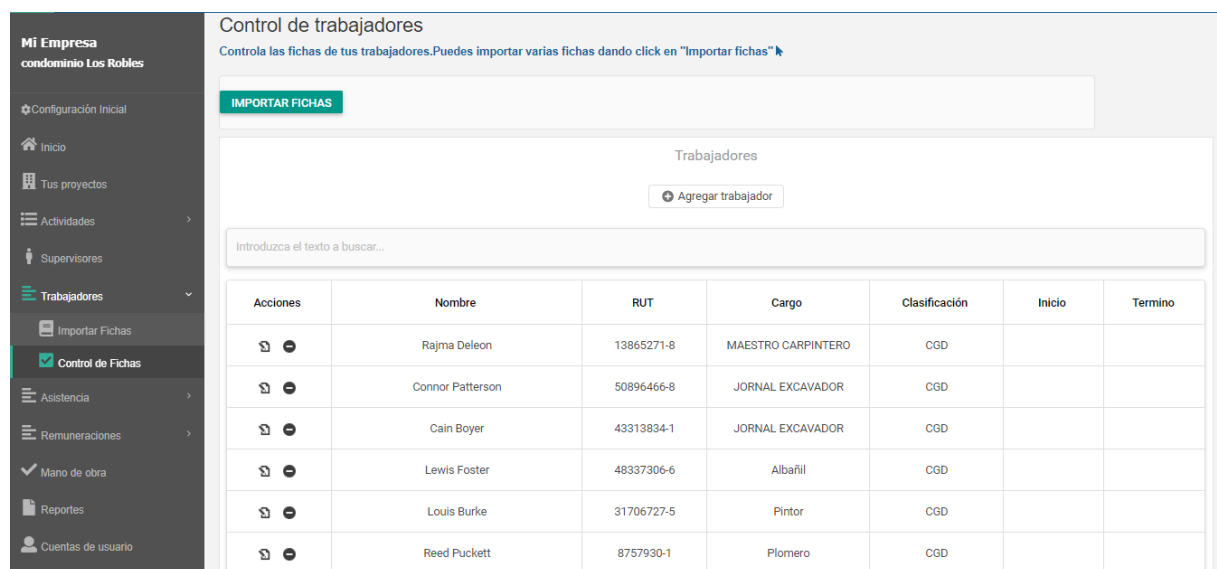 Mi Empresa
condominio Los Robles
Configuración Inicial
Inicio
Tus proyectos
Actividades
Supervisores
Trabajadores
Importar Fichas
Control de Fichas
Asistencia
Remuneraciones
Mano de obra
Reportes
Cuentas de usuario
Control de trabajadores
Controla las fichas de tus trabajadores.Puedes importar varias fichas dando click en "Importar fichas"
IMPORTAR FICHAS
Trabajadores
Agregar trabajador
Introduzca el texto a buscar...
Acciones Nombre RUT Cargo Clasificación Inicio Termino
Rajma Deleon 13865271-8 MAESTRO CARPINTERO CGD
Connor Patterson 50896466-8 JORNAL EXCAVADOR CGD
Cain Boyer 43313834-1 JORNAL EXCAVADOR CGD
Lewis Foster 48337306-6 Albañil CGD
Louis Burke 31706727-5 Pintor CGD
Reed Puckett 8757930-1 Plomero CGD